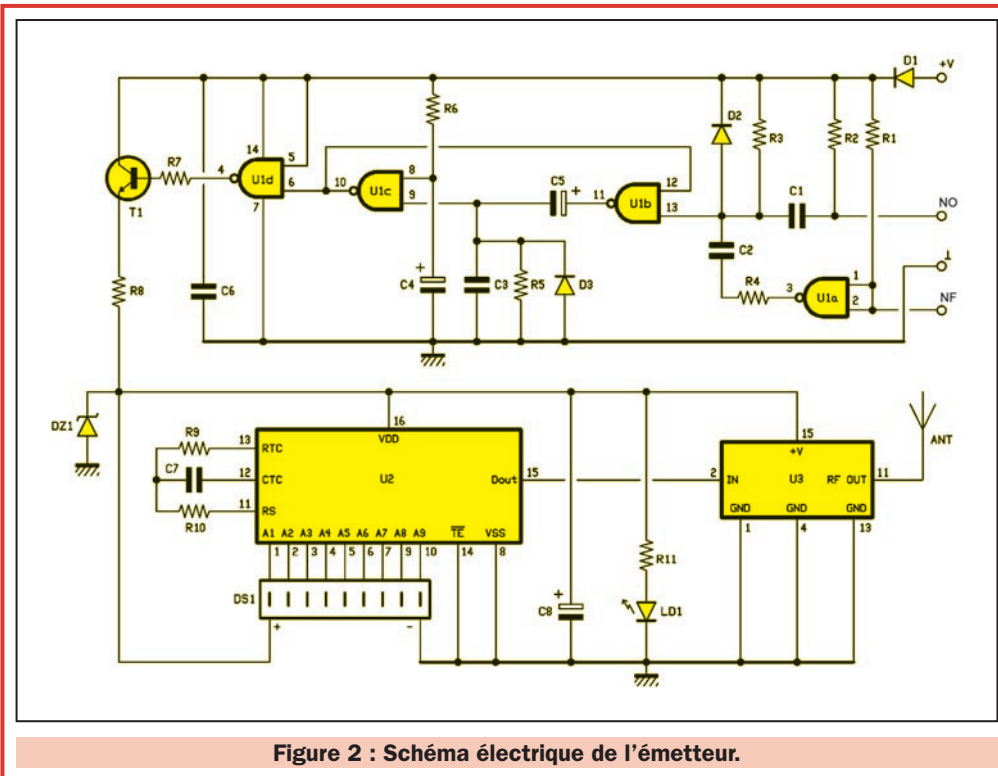 D1 +V
R6
D2 R3 R2 R1
14 5
R7 4 U1d 6 10 U1c 8 9
C5 + 11 U1b 12 13
C1 NO
T1
7
C2
⊥
R4 3 U1a 1 2
NF
R8
C6
+
C4
C3 R5 D3
DZ1
R9 13 RTC
C7 12 CTC
R10 11 RS
16
VDD
U2
Dout 15
A1 A2 A3 A4 A5 A6 A7 A8 A9 TE VSS
1 2 3 4 5 6 7 9 10 14 8
DS1
+ -
+
C8
R11
LD1
15
+V
2 IN U3 RF OUT 11
GND GND GND
1 4 13
ANT
Figure 2 : Schéma électrique de l'émetteur.